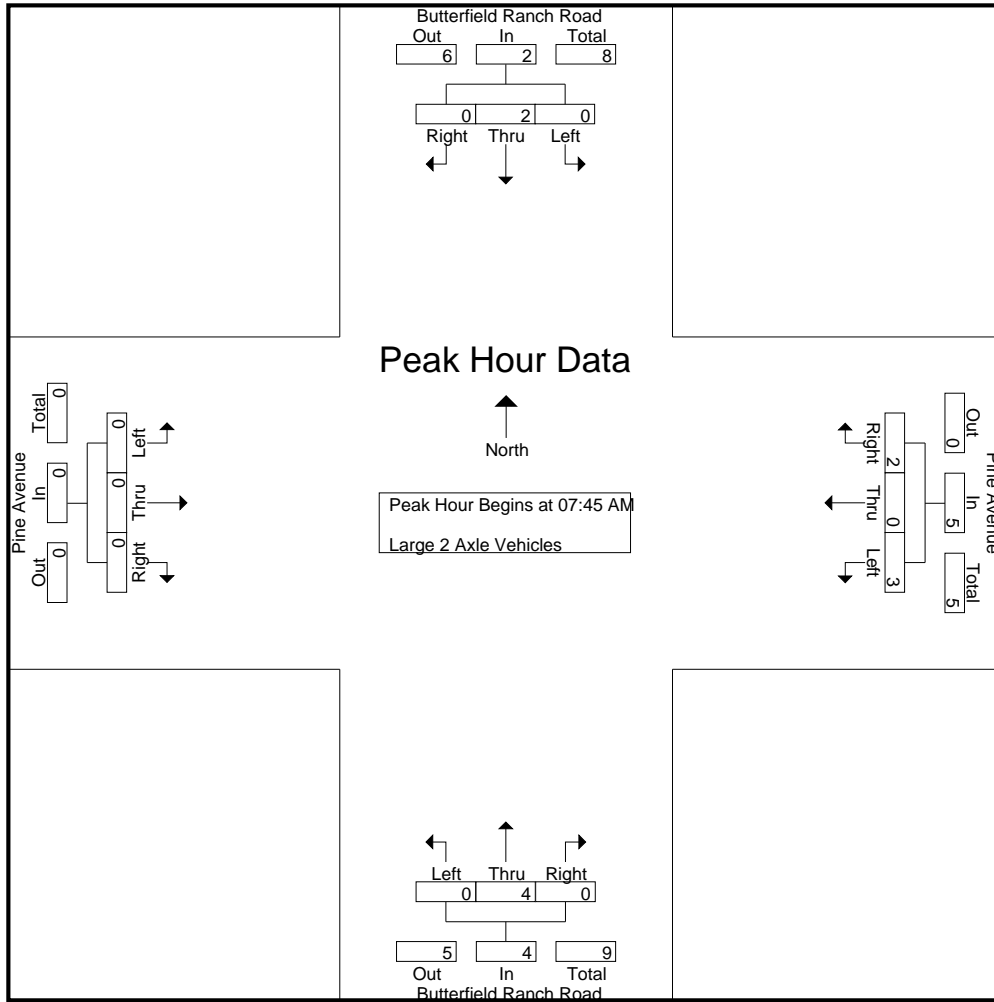 Butterfield Ranch Road
Out In Total
6 2 8
0 2 0
Right Thru Left
Peak Hour Data
North
Peak Hour Begins at 07:45 AM
Large 2 Axle Vehicles
Pine Avenue
Out In Total
0 0 0
Left Thru Right
0 0 0
Pine Avenue
Out In Total
0 5 5
Right Thru Left
2 0 3
Left Thru Right
0 4 0
5 4 9
Out In Total
Butterfield Ranch Road